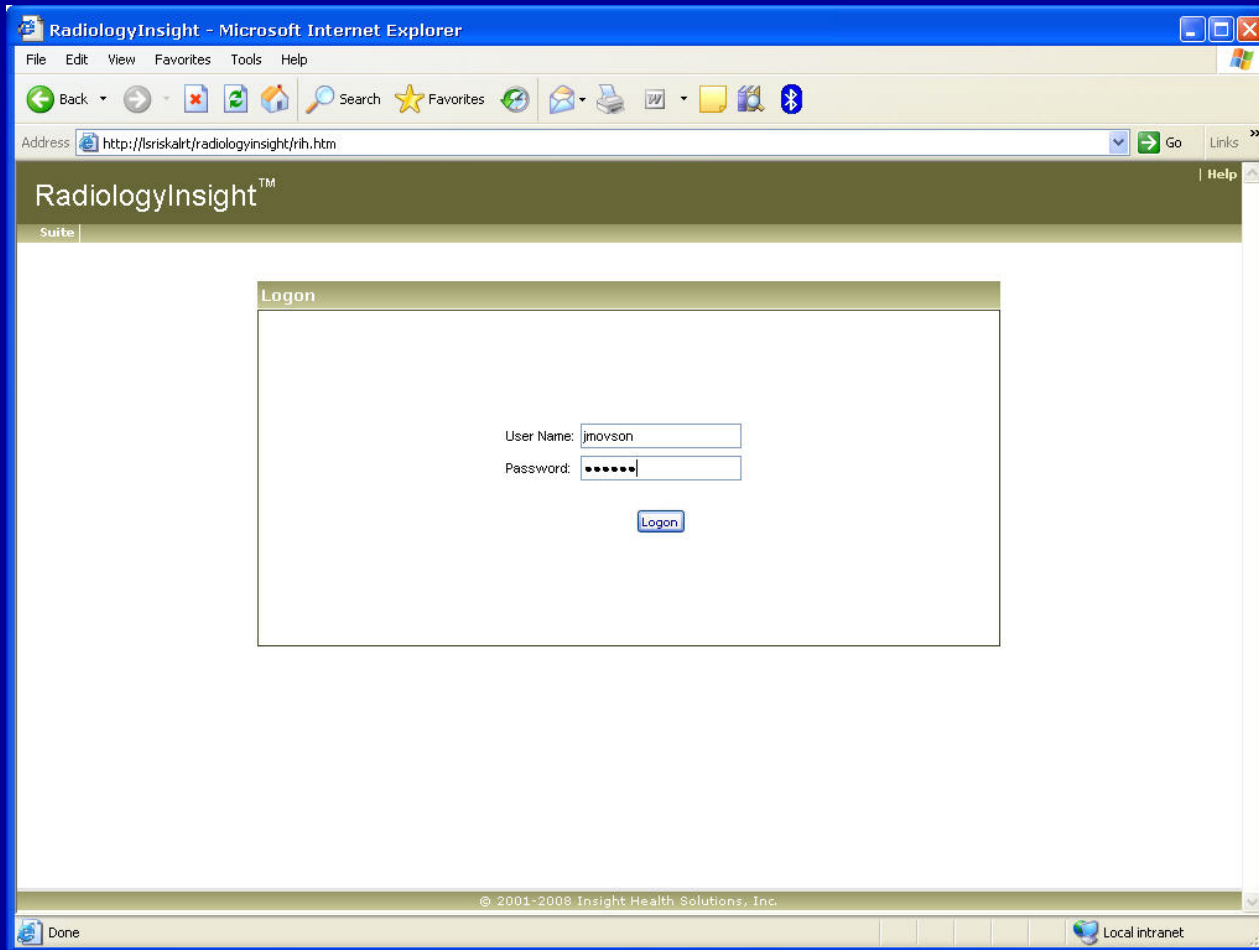 RadiologyInsight - Microsoft Internet Explorer
File Edit View Favorites Tools Help
Back Search Favorites
Address http://lsriskalrt/radiologyinsight/rih.htm Go Links »
| Help
RadiologyInsight™
Suite
Logon
User Name: jmovson
Password: ••••••
Logon
© 2001-2008 Insight Health Solutions, Inc.
Done Local intranet